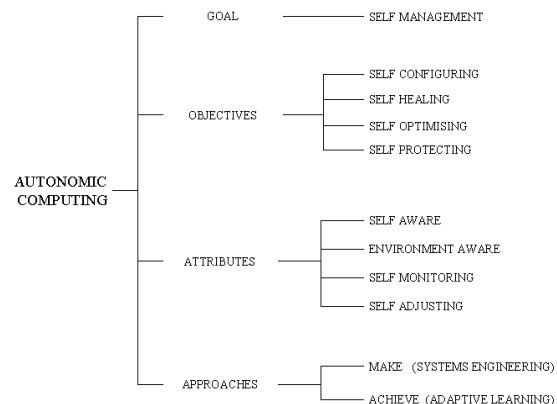 GOAL
SELF MANAGEMENT
OBJECTIVES
SELF CONFIGURING
SELF HEALING
SELF OPTIMISING
SELF PROTECTING
AUTONOMIC
COMPUTING
ATTRIBUTES
SELF AWARE
ENVIRONMENT AWARE
SELF MONITORING
SELF ADJUSTING
APPROACHES
MAKE (SYSTEMS ENGINEERING)
ACHIEVE (ADAPTIVE LEARNING)